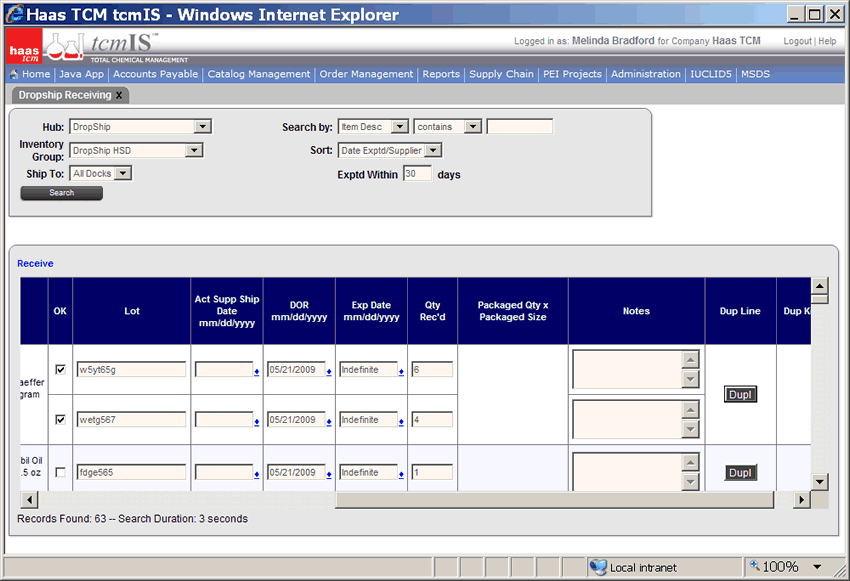 Haas TCM tcmIS - Windows Internet Explorer
haas tcm
tcmIS™
TOTAL CHEMICAL MANAGEMENT
Logged in as: Melinda Bradford for Company Haas TCM Logout | Help
Home | Java App | Accounts Payable | Catalog Management | Order Management | Reports | Supply Chain | PEI Projects | Administration | IUCLID5 | MSDS
Dropship Receiving x
Hub: DropShip Search by: Item Desc contains
Inventory Group: DropShip HSD Sort: Date Exptd/Supplier
Ship To: All Docks Exptd Within 30 days
Search
Receive
OK Lot Act Supp Ship Date mm/dd/yyyy DOR mm/dd/yyyy Exp Date mm/dd/yyyy Qty Rec'd Packaged Qty x Packaged Size Notes Dup Line Dup K
w5yt65g 05/21/2009 Indefinite 6
aeffer
gram
Dupl
wetg567 05/21/2009 Indefinite 4
bil Oil
.5 oz
fdge565 05/21/2009 Indefinite 1 Dupl
Records Found: 63 -- Search Duration: 3 seconds
Local intranet 100%